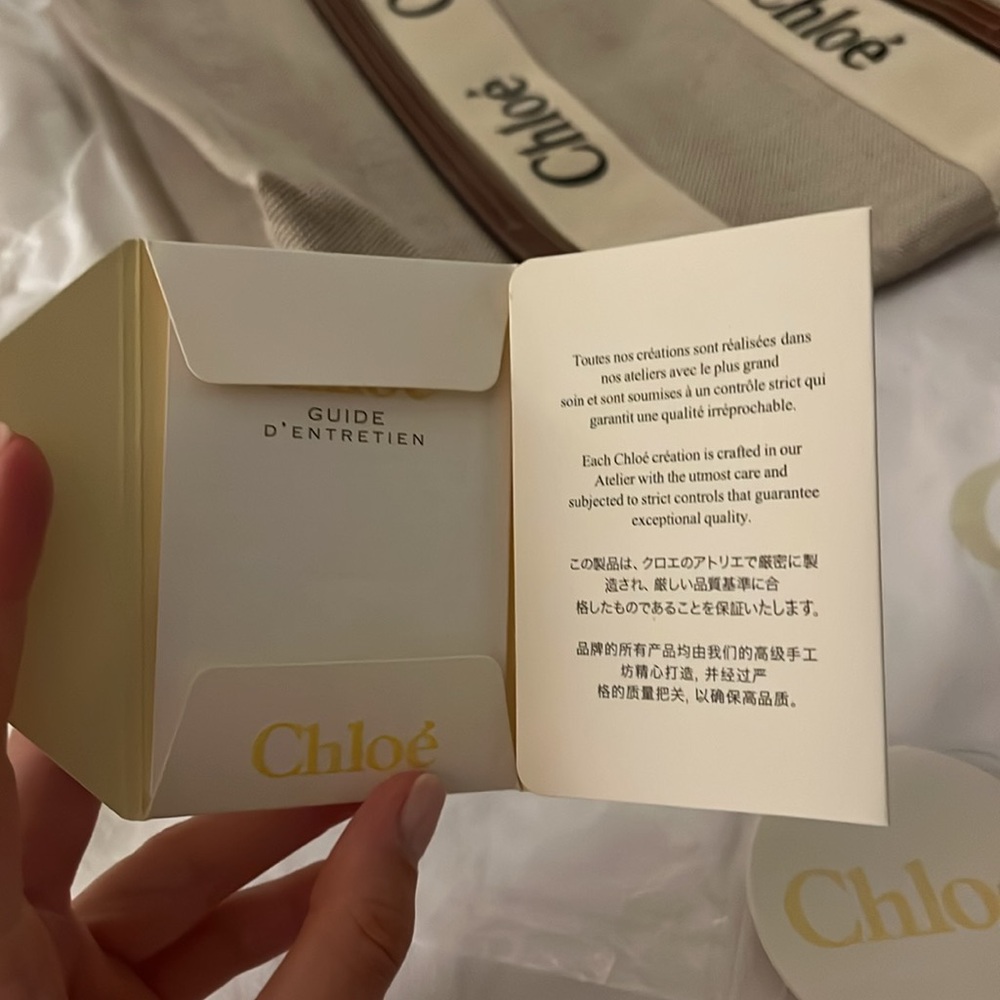 Chloé
Chloé
GUIDE
D'ENTRETIEN
Chloé
Toutes nos créations sont réalisées dans
nos ateliers avec le plus grand
soin et sont soumises à un contrôle strict qui
garantit une qualité irréprochable.
Each Chloé création is crafted in our
Atelier with the utmost care and
subjected to strict controls that guarantee
exceptional quality.
この製品は、クロエのアトリエで厳密に製
造され、厳しい品質基準に合
格したものであることを保証いたします。
品牌的所有产品均由我们的高级手工
坊精心打造, 并经过严
格的质量把关, 以确保高品质。
Chlo